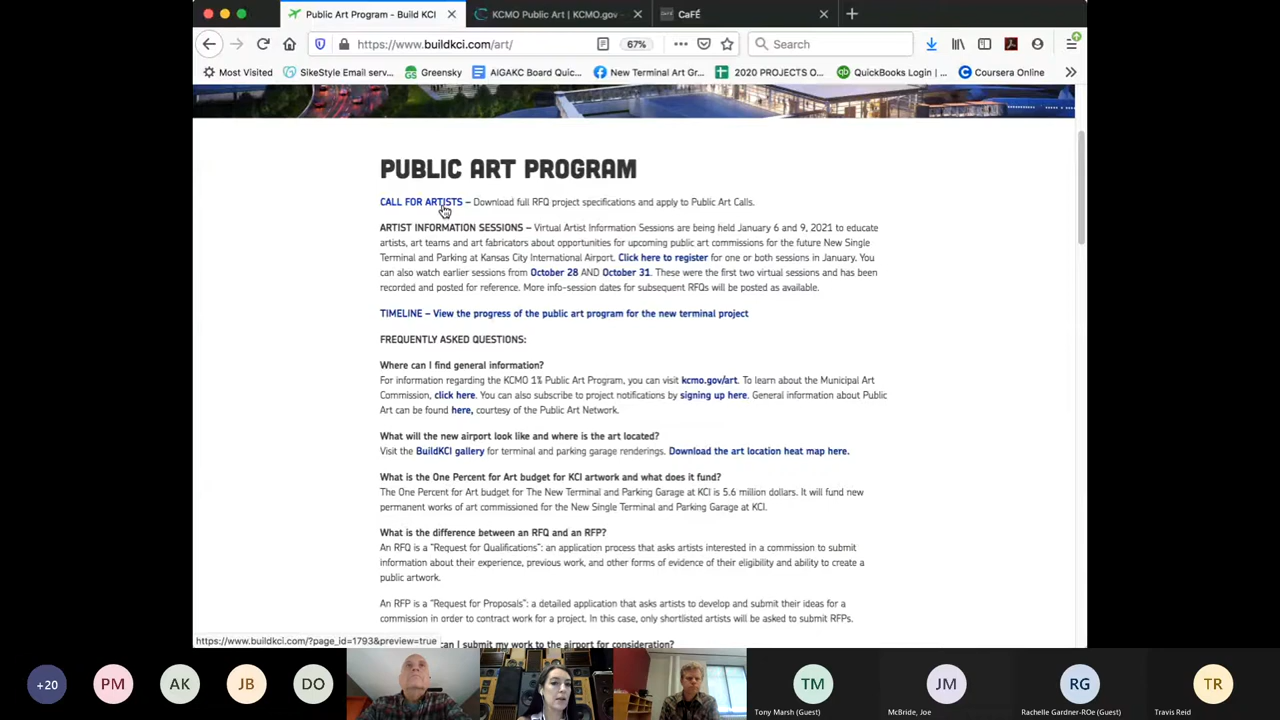 Public Art Program - Build KCI
KCMO Public Art | KCMO.gov -
CaFÉ
https://www.buildkci.com/art/
67%
Search
Most Visited
SikeStyle Email serv...
Greensky
AIGAKC Board Quic...
New Terminal Art Gr...
2020 PROJECTS O...
QuickBooks Login | ...
Coursera Online
PUBLIC ART PROGRAM
CALL FOR ARTISTS – Download full RFQ project specifications and apply to Public Art Calls.
ARTIST INFORMATION SESSIONS – Virtual Artist Information Sessions are being held January 6 and 9, 2021 to educate
artists, art teams and art fabricators about opportunities for upcoming public art commissions for the future New Single
Terminal and Parking at Kansas City International Airport. Click here to register for one or both sessions in January. You
can also watch earlier sessions from October 28 AND October 31. These were the first two virtual sessions and has been
recorded and posted for reference. More info-session dates for subsequent RFQs will be posted as available.
TIMELINE – View the progress of the public art program for the new terminal project
FREQUENTLY ASKED QUESTIONS:
Where can I find general information?
For information regarding the KCMO 1% Public Art Program, you can visit kcmo.gov/art. To learn about the Municipal Art
Commission, click here. You can also subscribe to project notifications by signing up here. General information about Public
Art can be found here, courtesy of the Public Art Network.
What will the new airport look like and where is the art located?
Visit the BuildKCI gallery for terminal and parking garage renderings. Download the art location heat map here.
What is the One Percent for Art budget for KCI artwork and what does it fund?
The One Percent for Art budget for The New Terminal and Parking Garage at KCI is 5.6 million dollars. It will fund new
permanent works of art commissioned for the New Single Terminal and Parking Garage at KCI.
What is the difference between an RFQ and an RFP?
An RFQ is a "Request for Qualifications": an application process that asks artists interested in a commission to submit
information about their experience, previous work, and other forms of evidence of their eligibility and ability to create a
public artwork.
An RFP is a "Request for Proposals": a detailed application that asks artists to develop and submit their ideas for a
commission in order to contract work for a project. In this case, only shortlisted artists will be asked to submit RFPs.
https://www.buildkci.com/?page_id=1793&preview=true
can I submit my work to the airport for consideration?
+20
PM
AK
JB
DO
TM
JM
RG
TR
Tony Marsh (Guest)
McBride, Joe
Rachelle Gardner-ROe (Guest)
Travis Reid